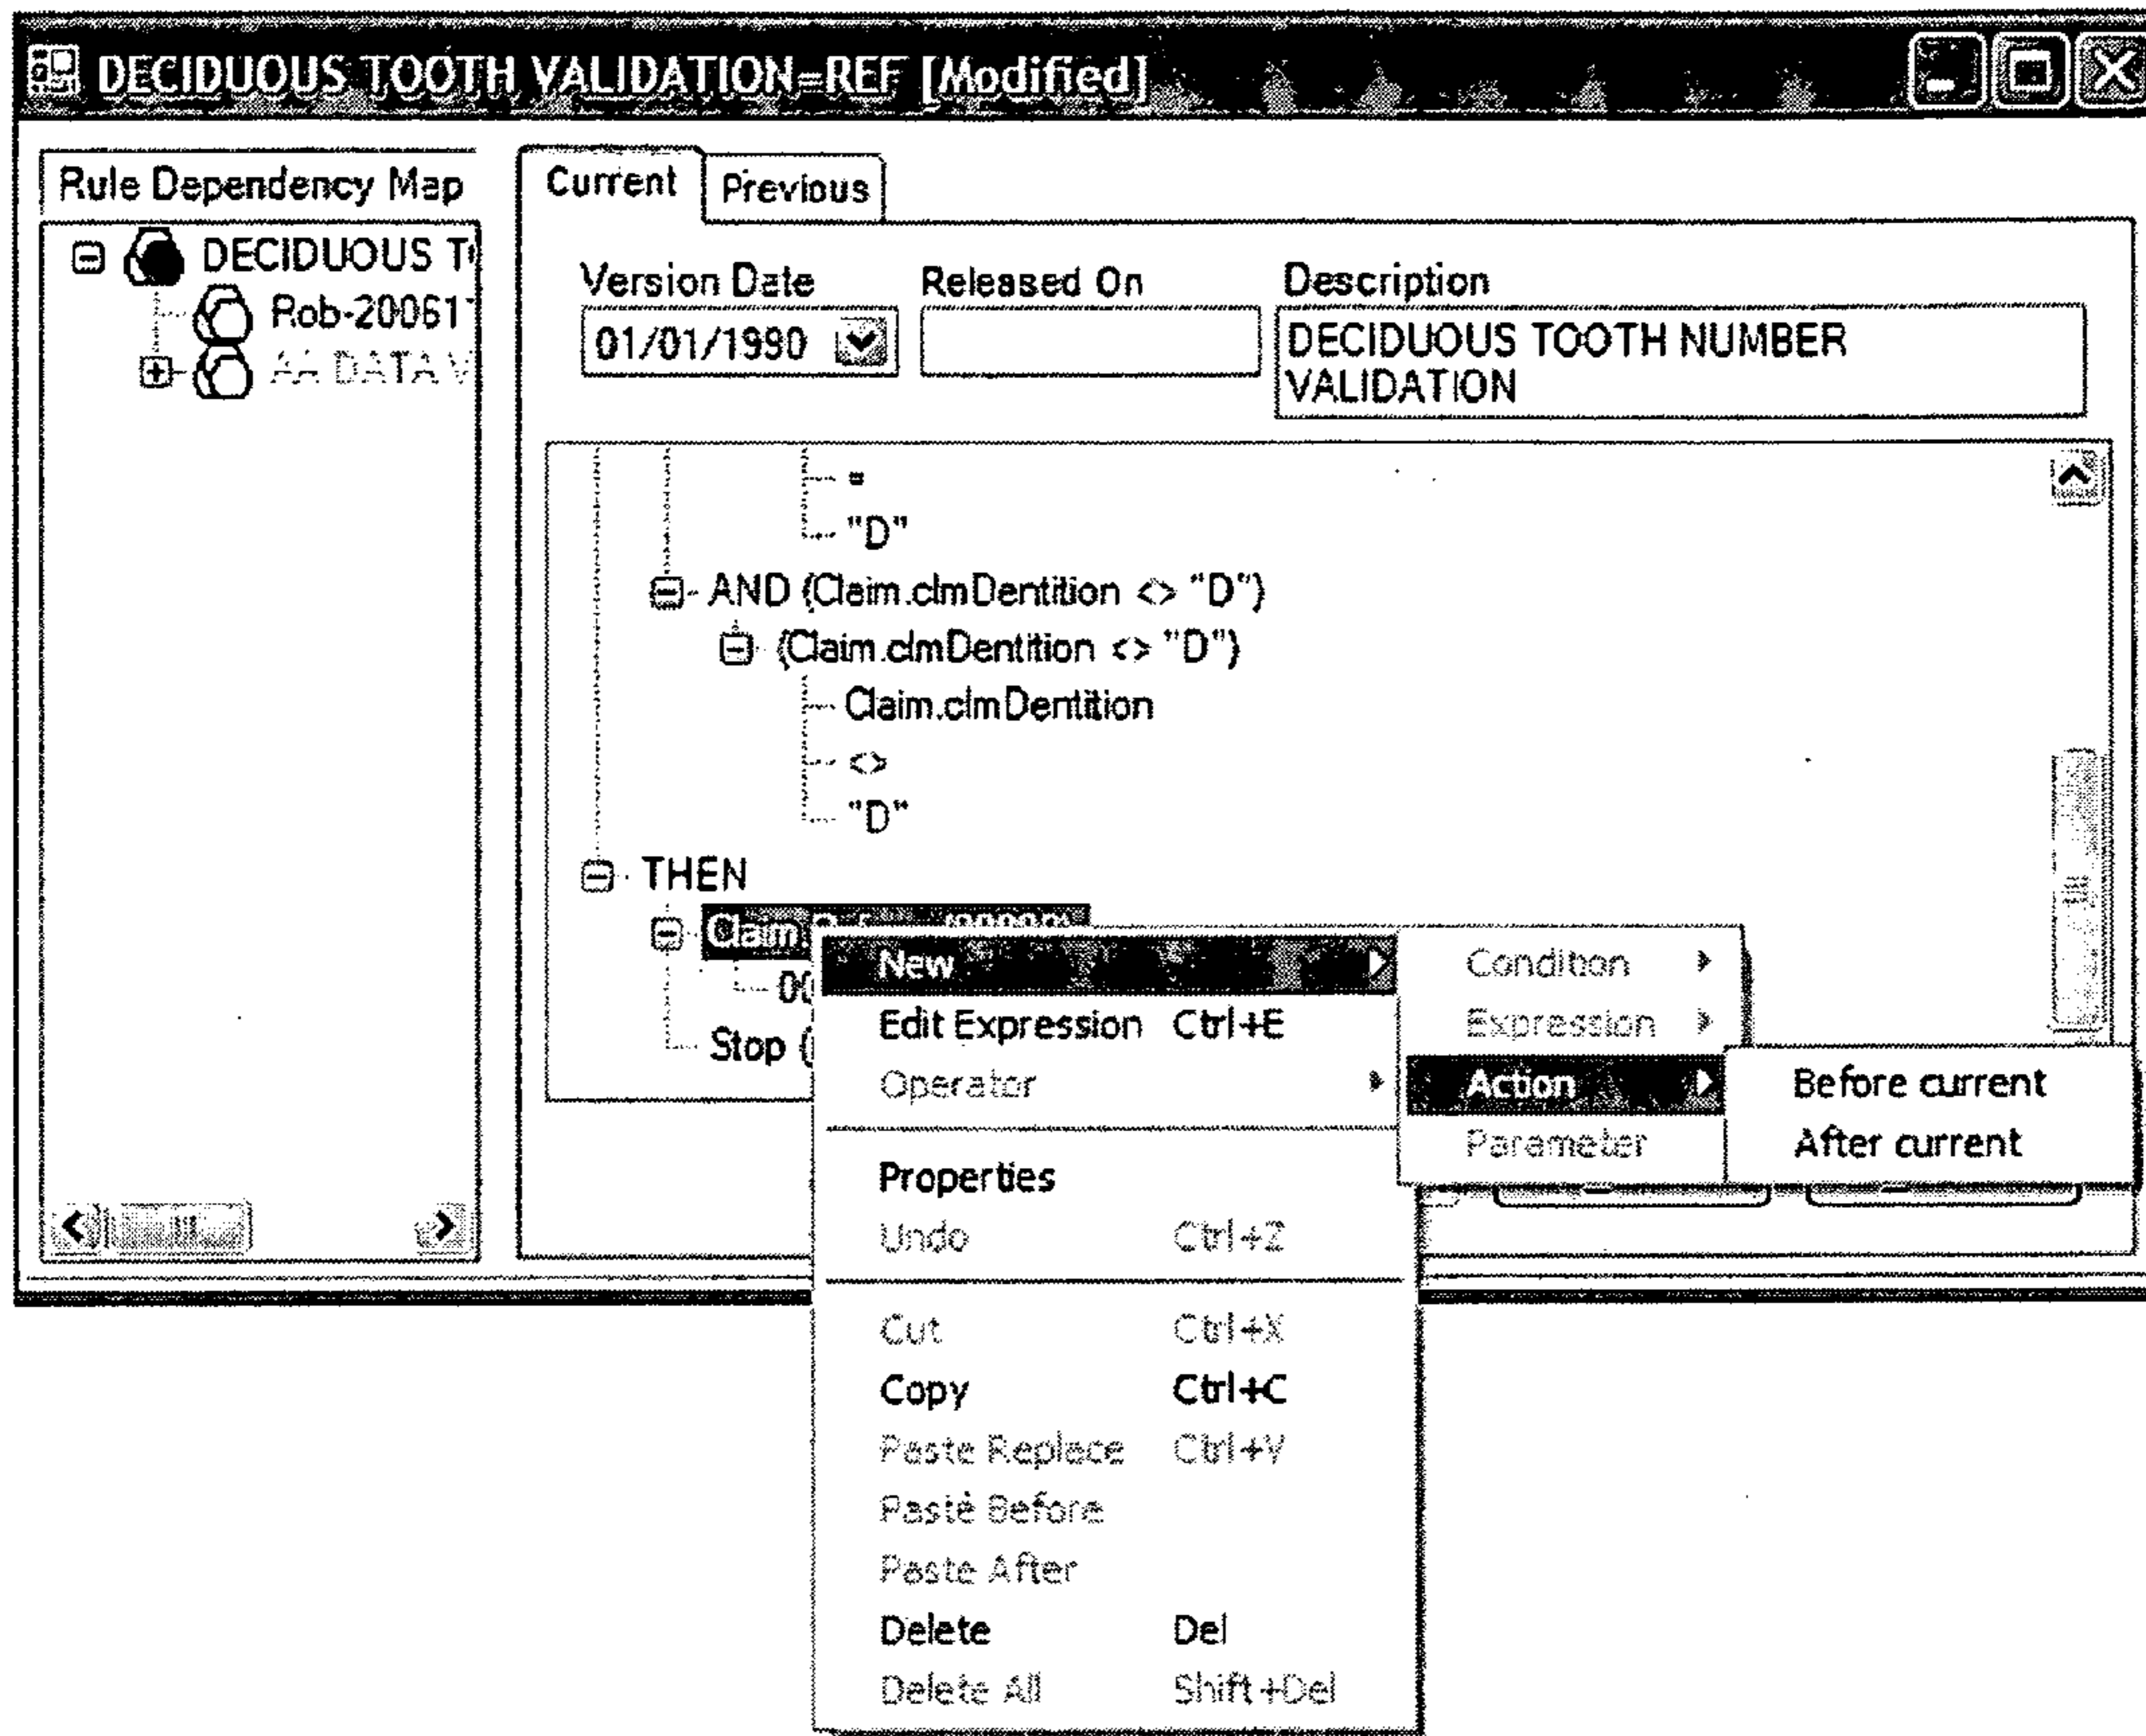 DECIDUOUS TOOTH VALIDATION=REF [Modified]
Rule Dependency Map
DECIDUOUS T
Rob-20061
AA DATA V
Current
Previous
Version Date
Released On
Description
01/01/1990
DECIDUOUS TOOTH NUMBER
VALIDATION
=
"D"
AND (Claim.clmDentition <> "D")
(Claim.clmDentition <> "D")
Claim.clmDentition
<>
"D"
THEN
Claim.
00
Stop (
New
Edit Expression Ctrl+E
Operator
Properties
Undo Ctrl+Z
Cut Ctrl+X
Copy Ctrl+C
Paste Replace Ctrl+V
Paste Before
Paste After
Delete Del
Delete All Shift+Del
Condition
Expression
Action
Parameter
Before current
After current